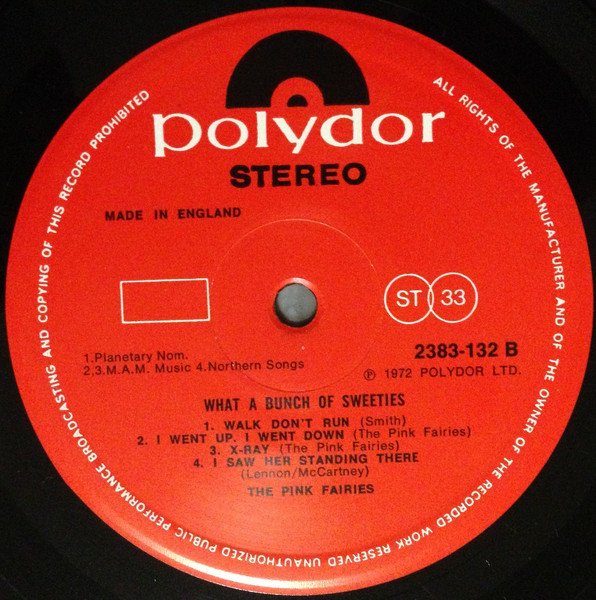 polydor
STEREO
MADE IN ENGLAND
ST 33
1.Planetary Nom.
2,3.M.A.M. Music 4.Northern Songs
2383-132 B
℗ 1972 POLYDOR LTD.
WHAT A BUNCH OF SWEETIES
1. WALK DON'T RUN (Smith)
2. I WENT UP, I WENT DOWN (The Pink Fairies)
3. X-RAY (The Pink Fairies)
4. I SAW HER STANDING THERE
(Lennon/McCartney)
THE PINK FAIRIES
ALL RIGHTS OF THE MANUFACTURER AND OF THE OWNER OF THE RECORDED WORK RESERVED UNAUTHORIZED PUBLIC PERFORMANCE BROADCASTING AND COPYING OF THIS RECORD PROHIBITED